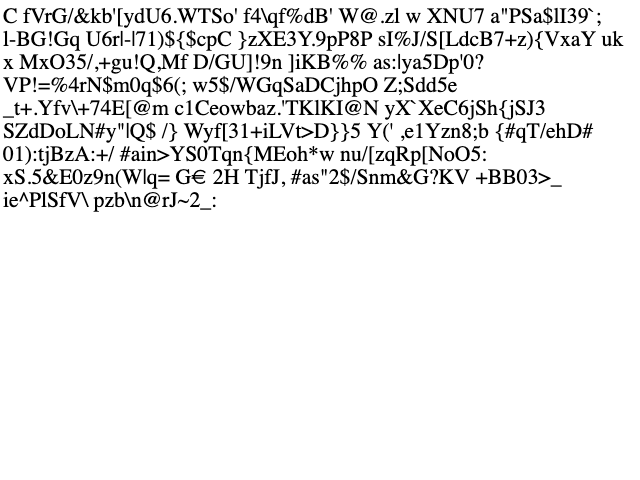 C fVrG/&kb'[ydU6.WTSo' f4\qf%dB' W@.zl w XNU7 a"PSa$lI39`;
l-BG!Gq U6r|-|71)${$cpC }zXE3Y.9pP8P sI%J/S[LdcB7+z){VxaY uk
x MxO35/,+gu!Q,Mf D/GU]!9n ]iKB%% as:|ya5Dp'0?
VP!=%4rN$m0q$6(; w5$/WGqSaDCjhpO Z;Sdd5e
_t+.Yfv\+74E[@m c1Ceowbaz.'TKlKI@N yX`XeC6jSh{jSJ3
SZdDoLN#y"|Q$ /} Wyf[31+iLVt>D}}5 Y(' ,e1Yzn8;b {#qT/ehD#
01):tjBzA:+/ #ain>YS0Tqn{MEoh*w nu/[zqRp[NoO5:
xS.5&E0z9n(W|q= G€ 2H TjfJ, #as"2$/Snm&G?KV +BB03>_
ie^PlSfV\ pzb\n@rJ~2_: